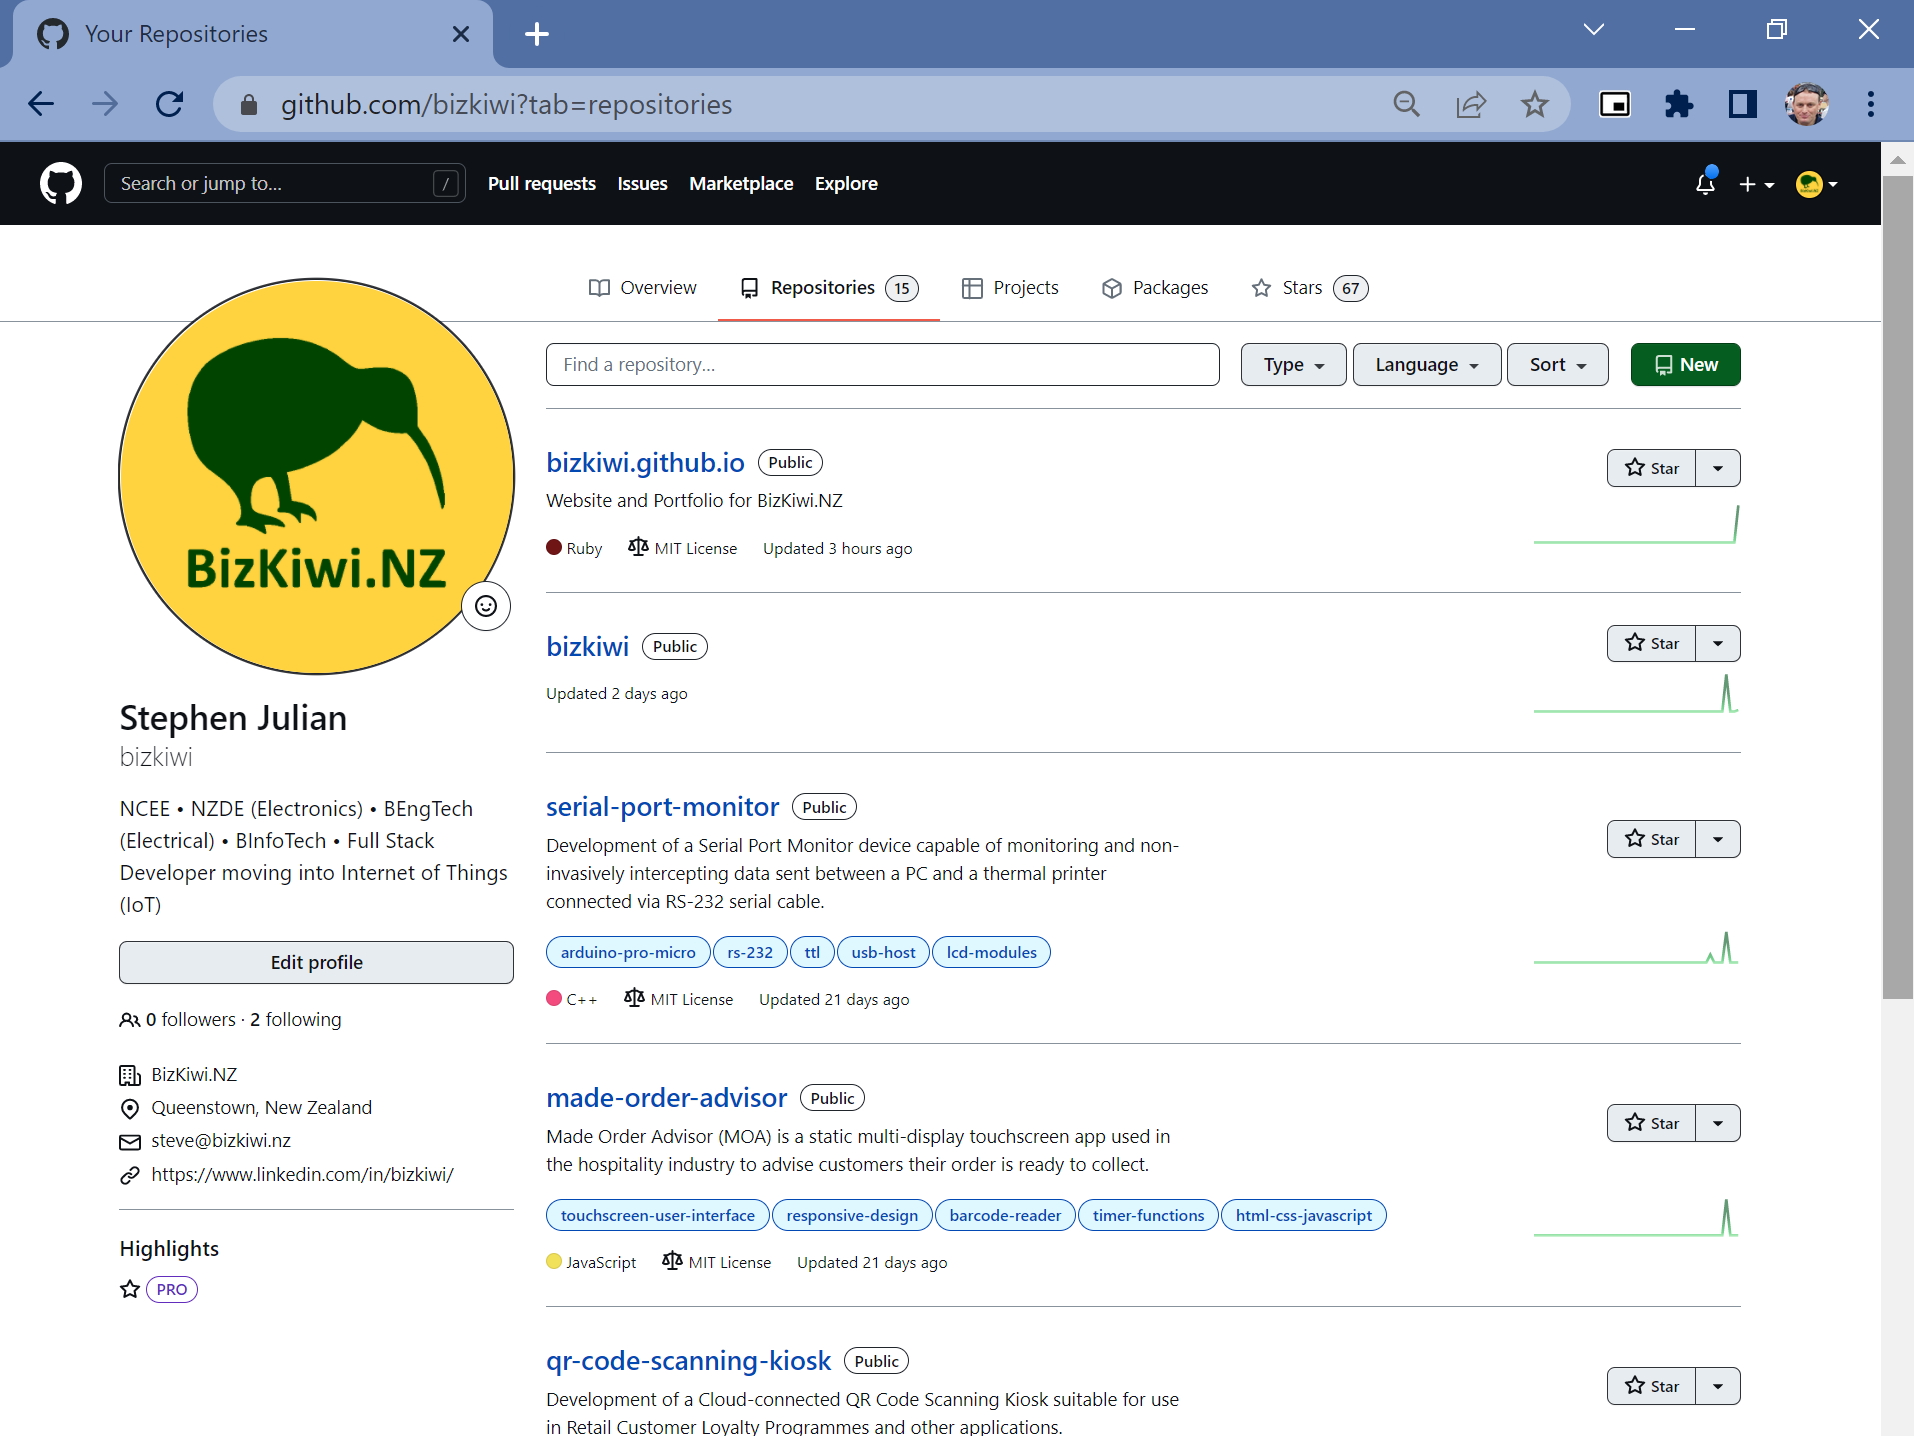 Your Repositories
github.com/bizkiwi?tab=repositories
Search or jump to... /
Pull requests
Issues
Marketplace
Explore
Overview
Repositories 15
Projects
Packages
Stars 67
BizKiwi.NZ
Stephen Julian
bizkiwi
NCEE • NZDE (Electronics) • BEngTech
(Electrical) • BInfoTech • Full Stack
Developer moving into Internet of Things
(IoT)
Edit profile
0 followers · 2 following
BizKiwi.NZ
Queenstown, New Zealand
steve@bizkiwi.nz
https://www.linkedin.com/in/bizkiwi/
Highlights
PRO
Find a repository...
Type
Language
Sort
New
bizkiwi.github.io Public
Star
Website and Portfolio for BizKiwi.NZ
Ruby MIT License Updated 3 hours ago
bizkiwi Public
Star
Updated 2 days ago
serial-port-monitor Public
Star
Development of a Serial Port Monitor device capable of monitoring and non-
invasively intercepting data sent between a PC and a thermal printer
connected via RS-232 serial cable.
arduino-pro-micro rs-232 ttl usb-host lcd-modules
C++ MIT License Updated 21 days ago
made-order-advisor Public
Star
Made Order Advisor (MOA) is a static multi-display touchscreen app used in
the hospitality industry to advise customers their order is ready to collect.
touchscreen-user-interface responsive-design barcode-reader timer-functions html-css-javascript
JavaScript MIT License Updated 21 days ago
qr-code-scanning-kiosk Public
Star
Development of a Cloud-connected QR Code Scanning Kiosk suitable for use
in Retail Customer Loyalty Programmes and other applications.